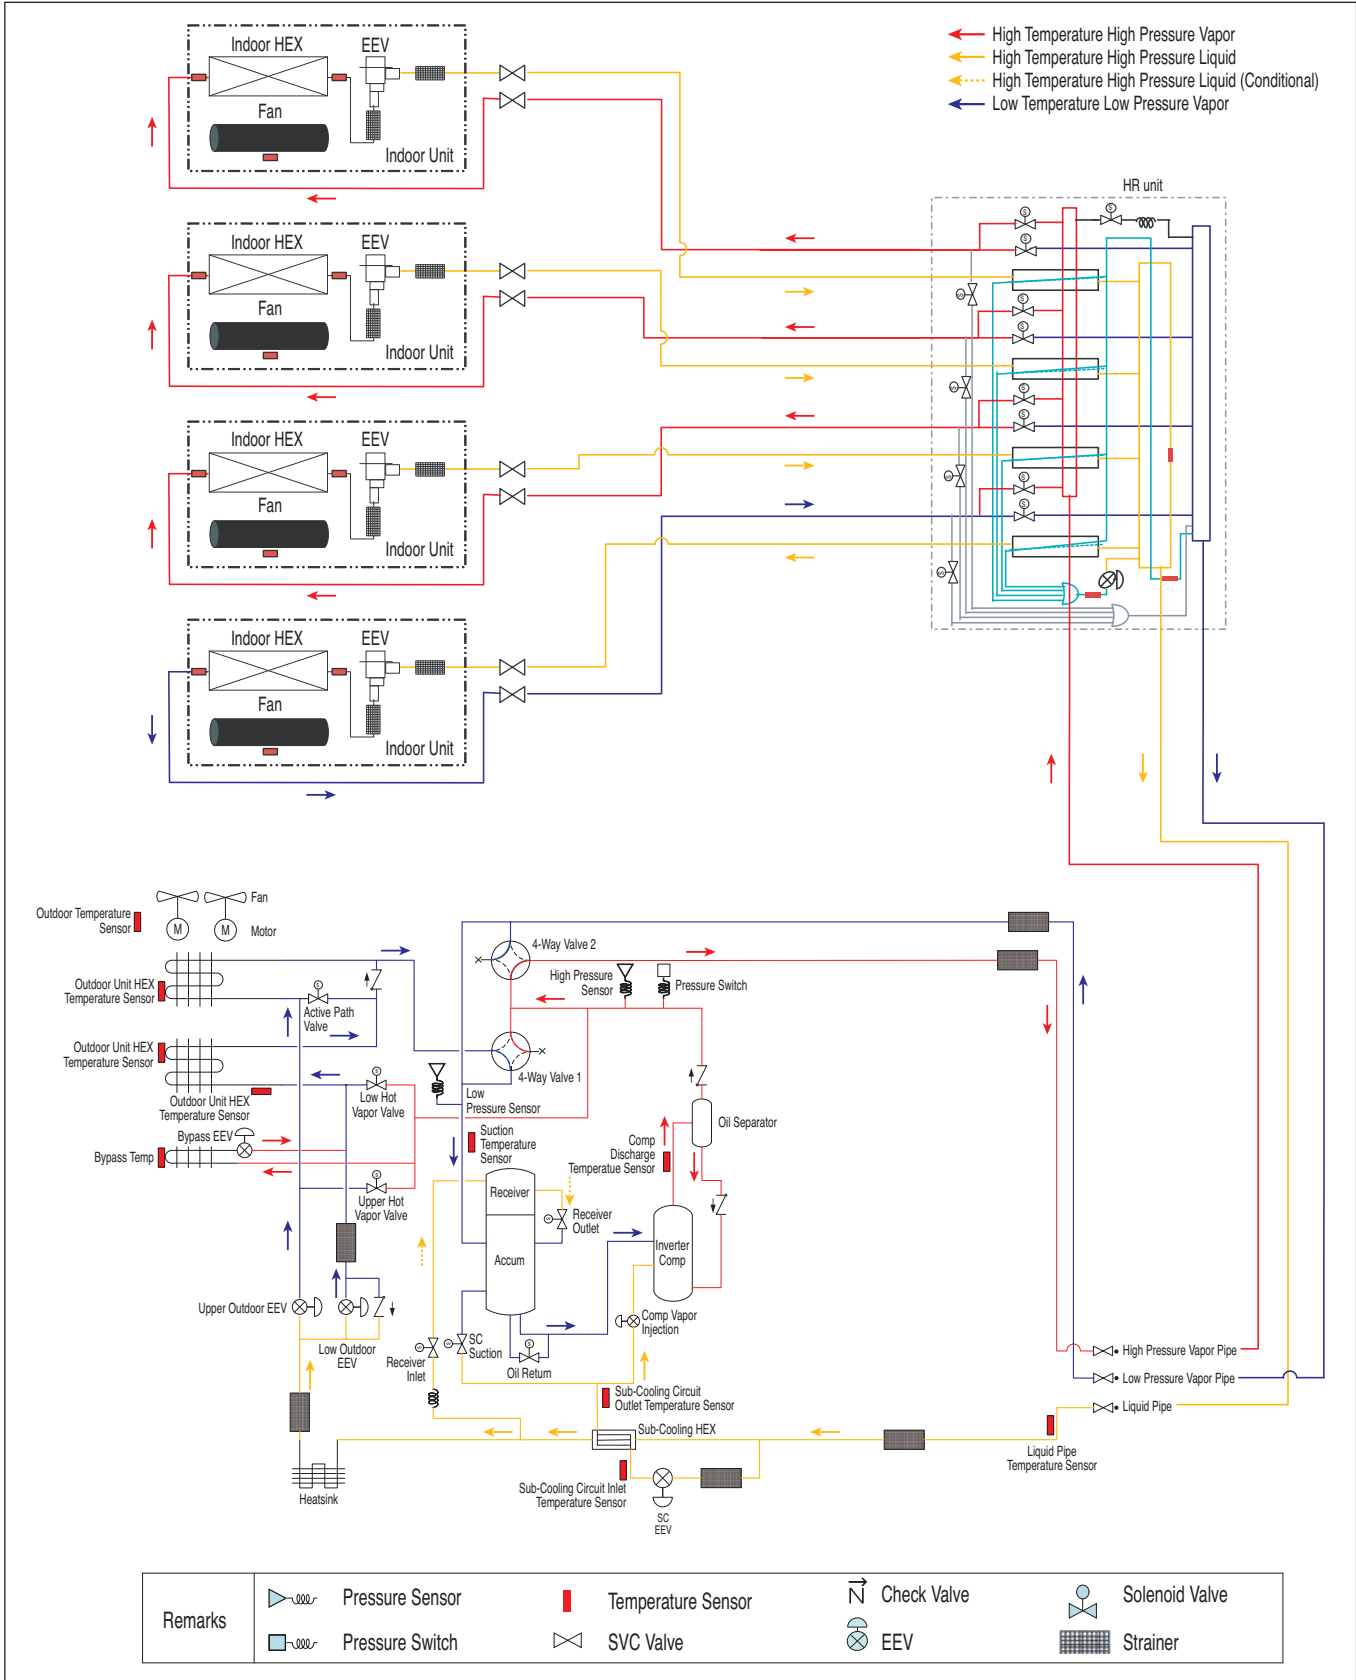 High Temperature High Pressure Vapor
High Temperature High Pressure Liquid
High Temperature High Pressure Liquid (Conditional)
Low Temperature Low Pressure Vapor
Indoor HEX
EEV
Fan
Indoor Unit
Indoor HEX
EEV
Fan
Indoor Unit
Indoor HEX
EEV
Fan
Indoor Unit
Indoor HEX
EEV
Fan
Indoor Unit
HR unit
S
S
S
S
S
S
S
S
S
S
S
S
S
Fan
Outdoor Temperature
Sensor
M
M
Motor
Outdoor Unit HEX
Temperature Sensor
S
Active Path
Valve
Outdoor Unit HEX
Temperature Sensor
Outdoor Unit HEX
Temperature Sensor
S
Low Hot
Vapor Valve
Bypass EEV
Bypass Temp
S
Upper Hot
Vapor Valve
4-Way Valve 2
High Pressure
Sensor
Pressure Switch
4-Way Valve 1
Low
Pressure Sensor
Suction
Temperature
Sensor
Comp
Discharge
Temperatue Sensor
Oil Separator
Receiver
S
Receiver
Outlet
Accum
Inverter
Comp
Upper Outdoor EEV
Low Outdoor
EEV
S
Receiver
Inlet
S
SC
Suction
S
Oil Return
Comp Vapor
Injection
Sub-Cooling Circuit
Outlet Temperature Sensor
Sub-Cooling HEX
Sub-Cooling Circuit Inlet
Temperature Sensor
SC
EEV
Heatsink
High Pressure Vapor Pipe
Low Pressure Vapor Pipe
Liquid Pipe
Liquid Pipe
Temperature Sensor
Remarks
Pressure Sensor
Temperature Sensor
Check Valve
Solenoid Valve
Pressure Switch
SVC Valve
EEV
Strainer